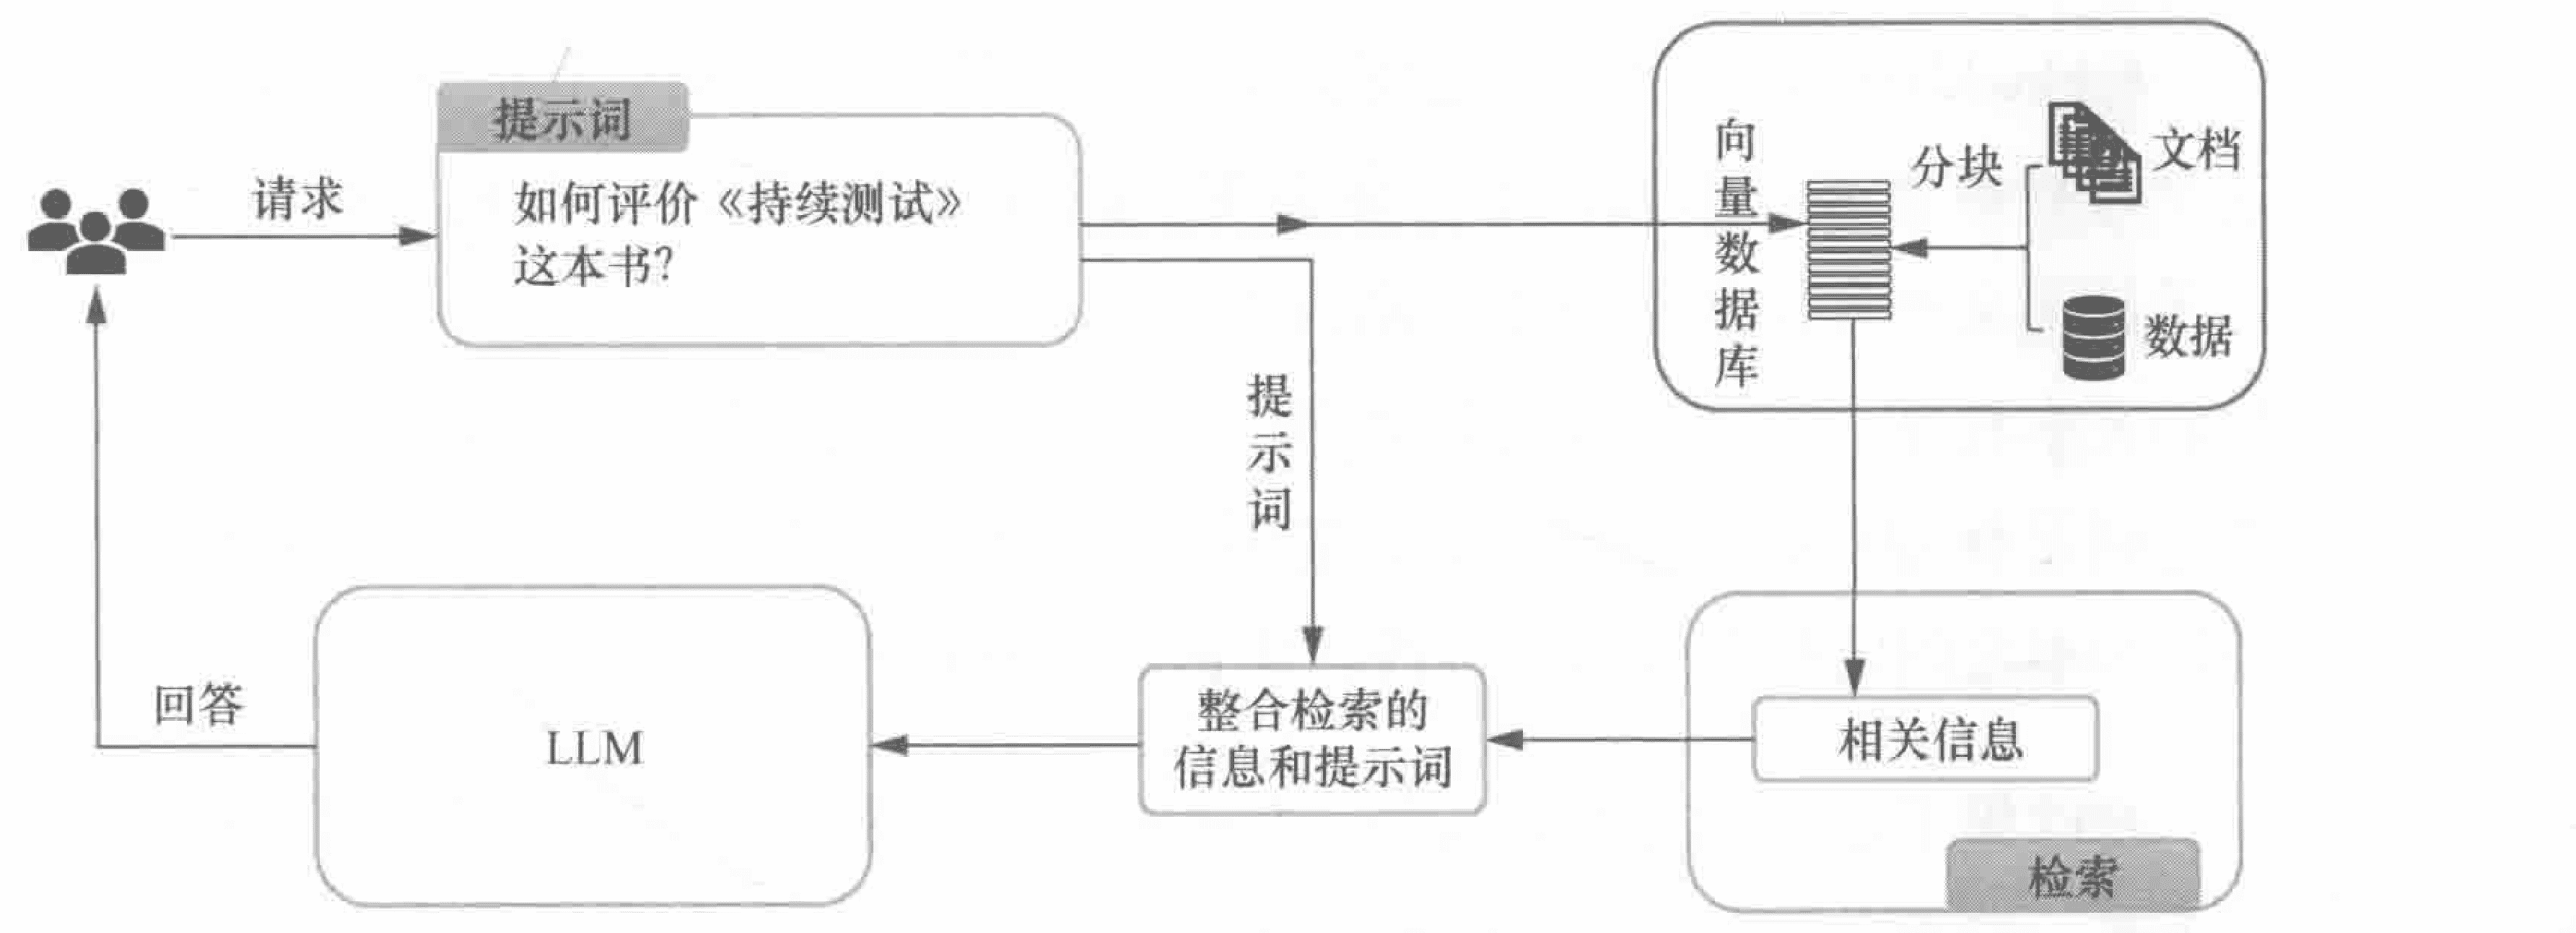 提示词
请求
如何评价《持续测试》
这本书?
向量数据库
分块
文档
数据
提示词
回答
LLM
整合检索的
信息和提示词
相关信息
检索